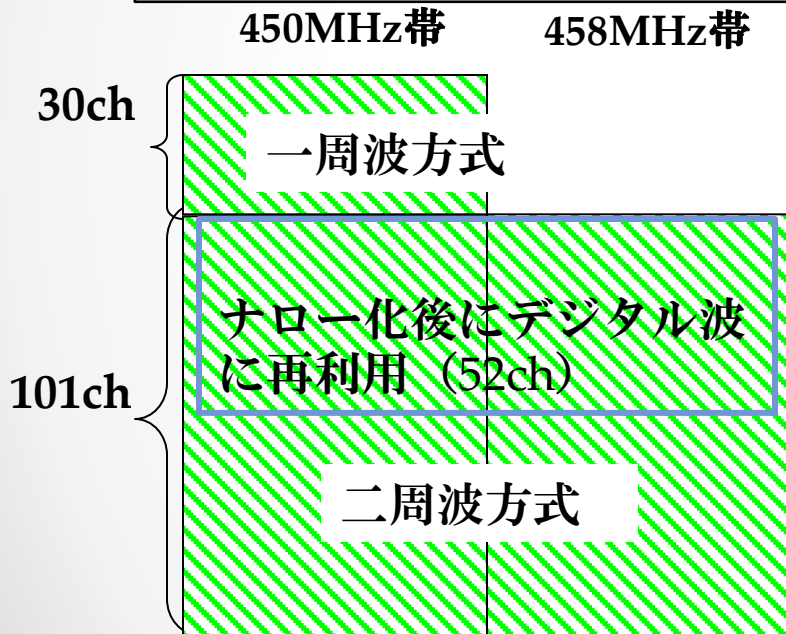 450MHz帯
458MHz帯
30ch
一周波方式
ナロー化後にデジタル波
に再利用（52ch）
101ch
二周波方式